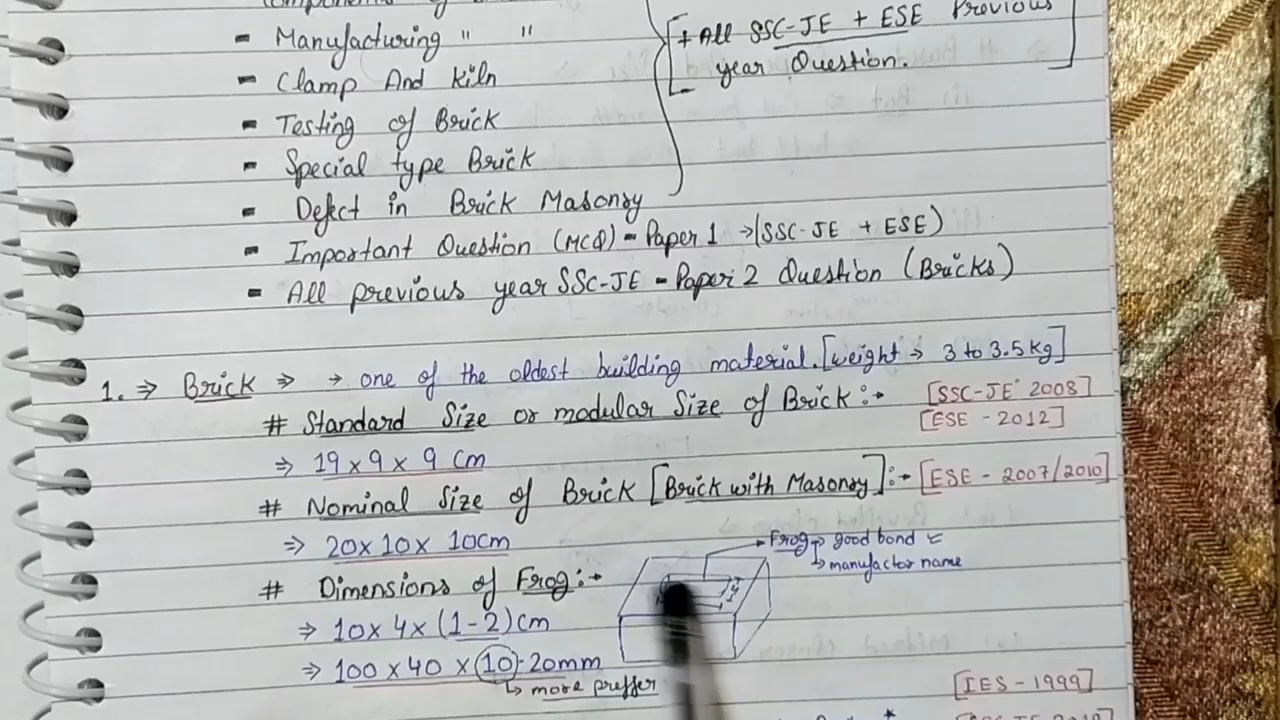 + All SSC-JE + ESE Previous
year Question.
- Manufacturing " "
- Clamp And Kiln
- Testing of Brick
- Special type Brick
- Defect in Brick Masonry
- Important Question (MCQ) - Paper 1 → (SSC-JE + ESE)
- All previous year SSC-JE - Paper 2 Question (Bricks)
1. ⇒ Brick ⇒ → one of the oldest building material. [weight → 3 to 3.5 Kg]
# Standard Size or modular Size of Brick :- [SSC-JE 2008]
[ESE - 2012]
⇒ 19 x 9 x 9 cm
# Nominal Size of Brick [Brick with Masonry] :- [ESE - 2007/2010]
⇒ 20 x 10 x 10cm
Frog → good bond
→ manufactor name
# Dimensions of Frog :-
⇒ 10 x 4 x (1-2) cm
⇒ 100 x 40 x 10-20mm
↳ more preffer
[IES - 1999]